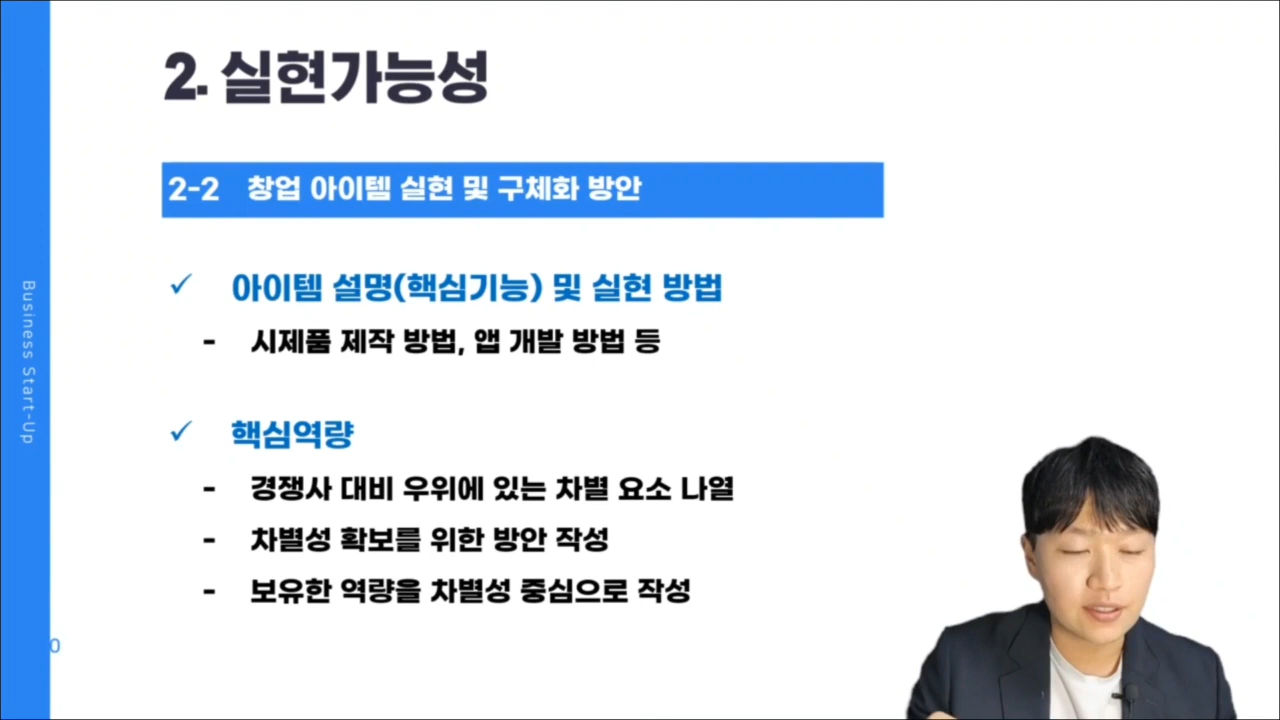 2. 실현가능성
2-2 창업 아이템 실현 및 구체화 방안
✓ 아이템 설명(핵심기능) 및 실현 방법
- 시제품 제작 방법, 앱 개발 방법 등
✓ 핵심역량
- 경쟁사 대비 우위에 있는 차별 요소 나열
- 차별성 확보를 위한 방안 작성
- 보유한 역량을 차별성 중심으로 작성
Business Start-Up
0